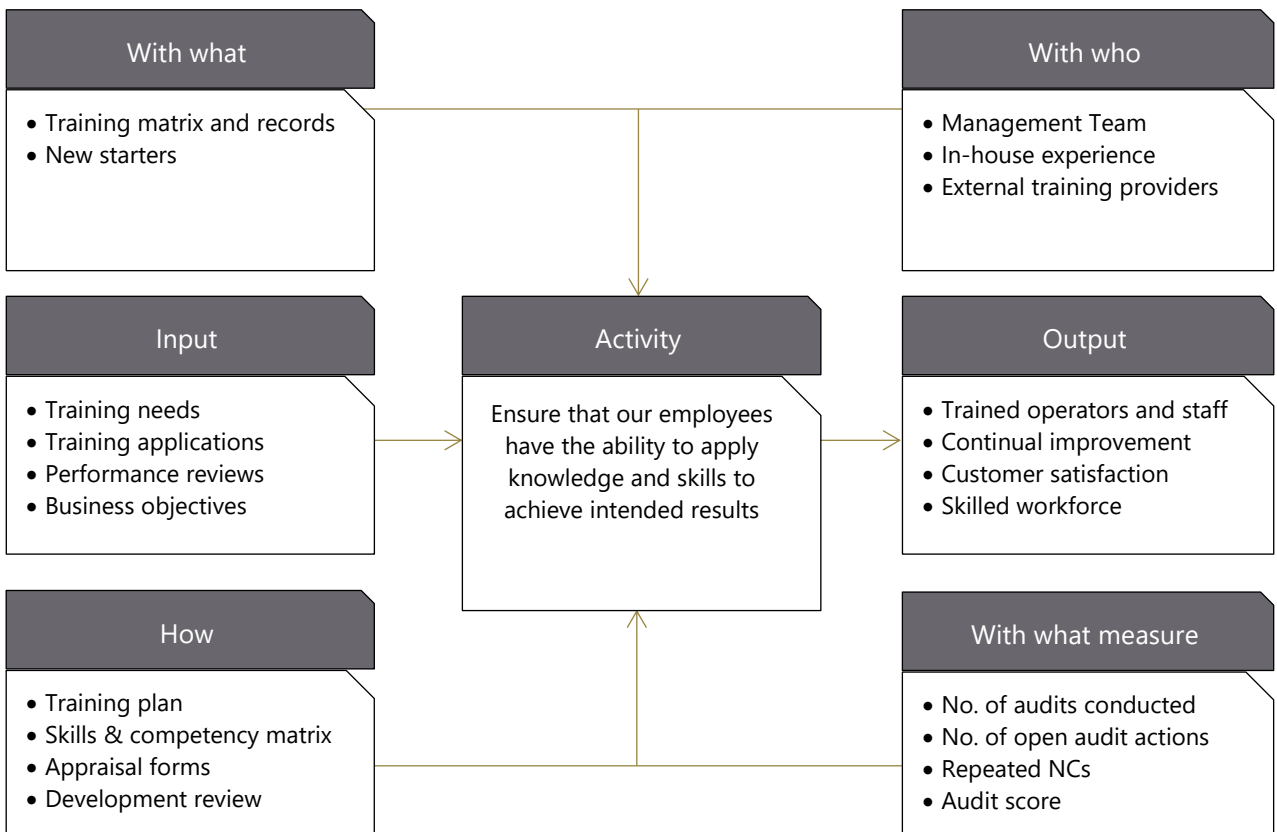 With what
• Training matrix and records
• New starters
With who
• Management Team
• In-house experience
• External training providers
Input
• Training needs
• Training applications
• Performance reviews
• Business objectives
Activity
Ensure that our employees
have the ability to apply
knowledge and skills to
achieve intended results
Output
• Trained operators and staff
• Continual improvement
• Customer satisfaction
• Skilled workforce
How
• Training plan
• Skills & competency matrix
• Appraisal forms
• Development review
With what measure
• No. of audits conducted
• No. of open audit actions
• Repeated NCs
• Audit score